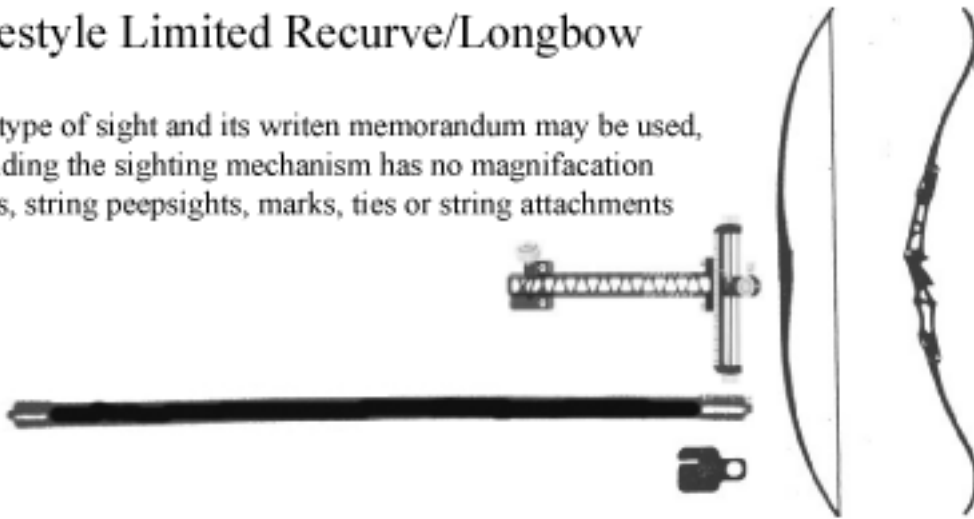 estyle Limited Recurve/Longbow
type of sight and its writen memorandum may be used,
ding the sighting mechanism has no magnifacation
s, string peepsights, marks, ties or string attachments